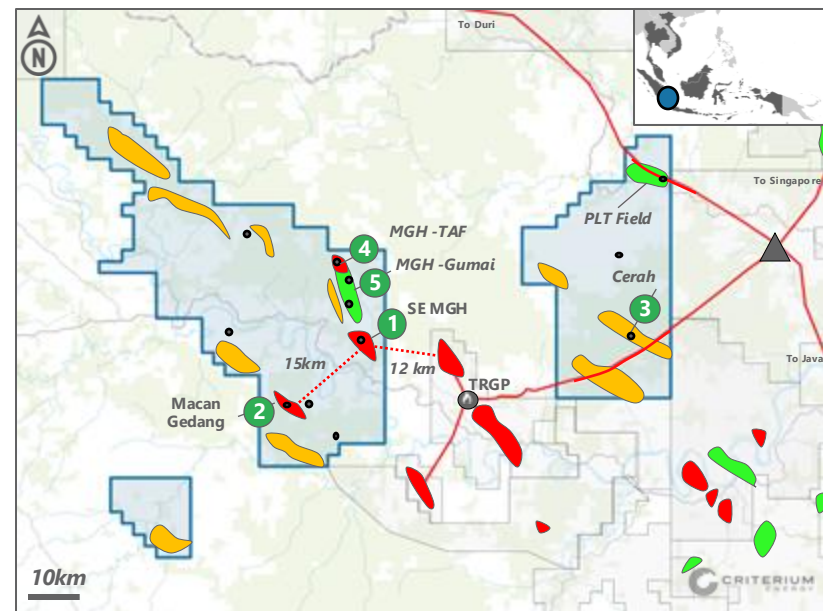 N
To Duri
To Singapore
PLT Field
MGH -TAF
4
MGH -Gumai
5
Cerah
3
SE MGH
1
15km
12 km
To Java
TRGP
Macan
Gedang
2
10km
CRITERIUM
ENERGY